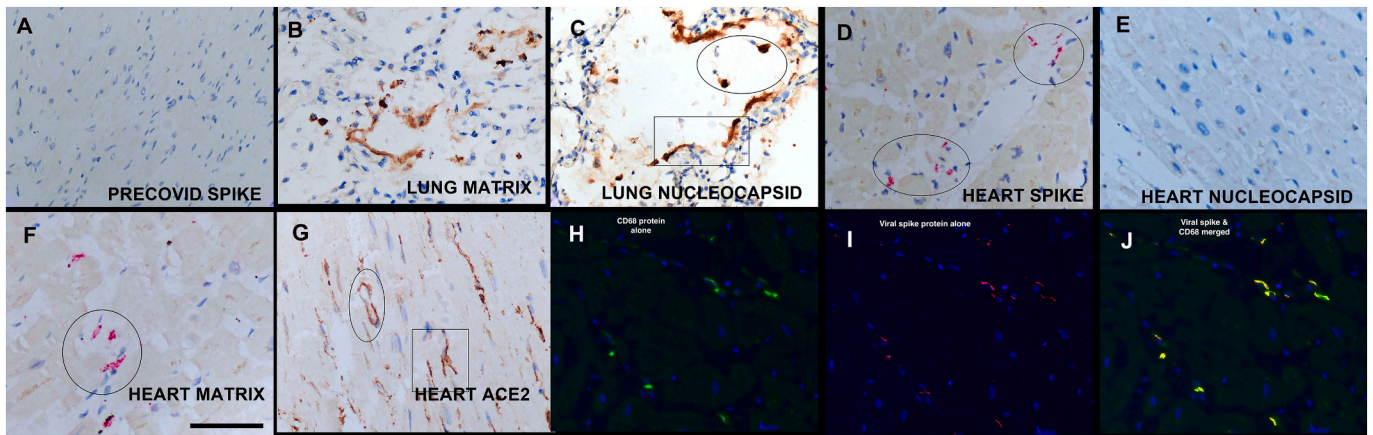 A
PRECOVID SPIKE
B
LUNG MATRIX
C
LUNG NUCLEOCAPSID
D
HEART SPIKE
E
HEART NUCLEOCAPSID
F
HEART MATRIX
G
HEART ACE2
H
CD68 protein
alone
I
Viral spike protein alone
J
Viral spike &
CD68 merged